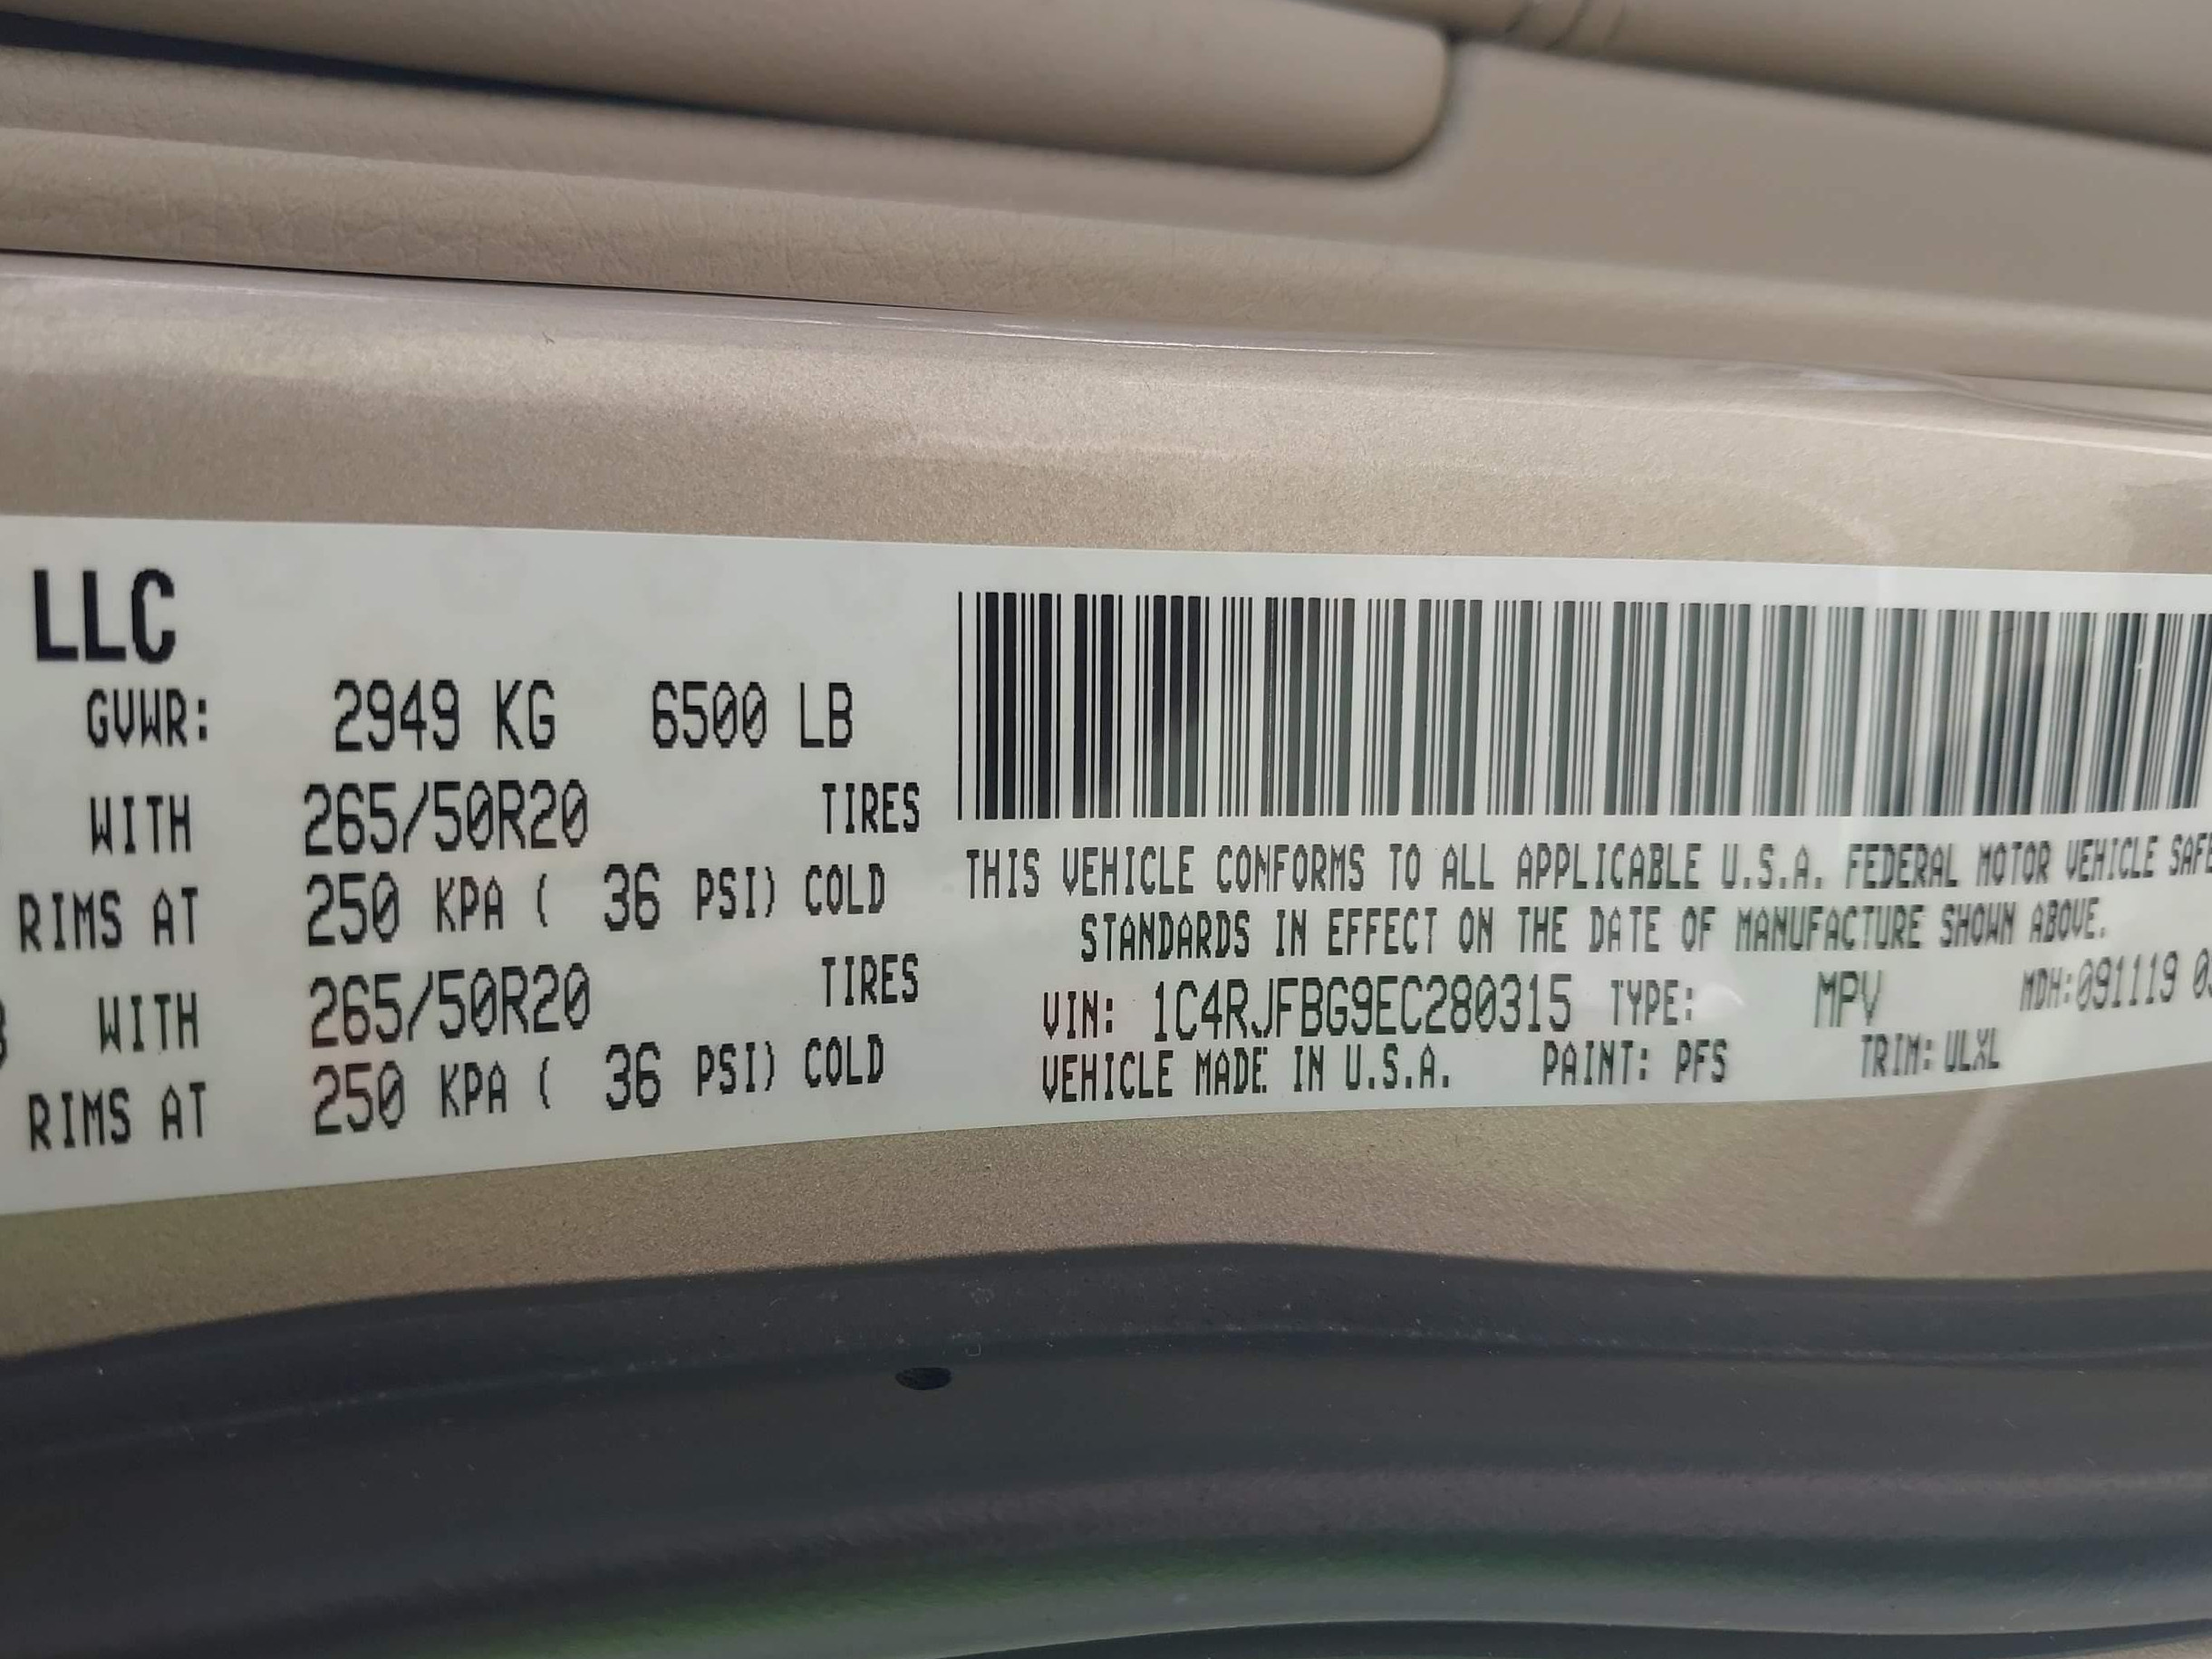 LLC
GVWR: 2949 KG 6500 LB
WITH 265/50R20 TIRES
RIMS AT 250 KPA ( 36 PSI) COLD
WITH 265/50R20 TIRES
RIMS AT 250 KPA ( 36 PSI) COLD
THIS VEHICLE CONFORMS TO ALL APPLICABLE U.S.A. FEDERAL MOTOR VEHICLE SAFE
STANDARDS IN EFFECT ON THE DATE OF MANUFACTURE SHOWN ABOVE.
VIN: 1C4RJFBG9EC280315 TYPE: MPV MDH:091119 0
VEHICLE MADE IN U.S.A. PAINT: PFS TRIM: ULXL